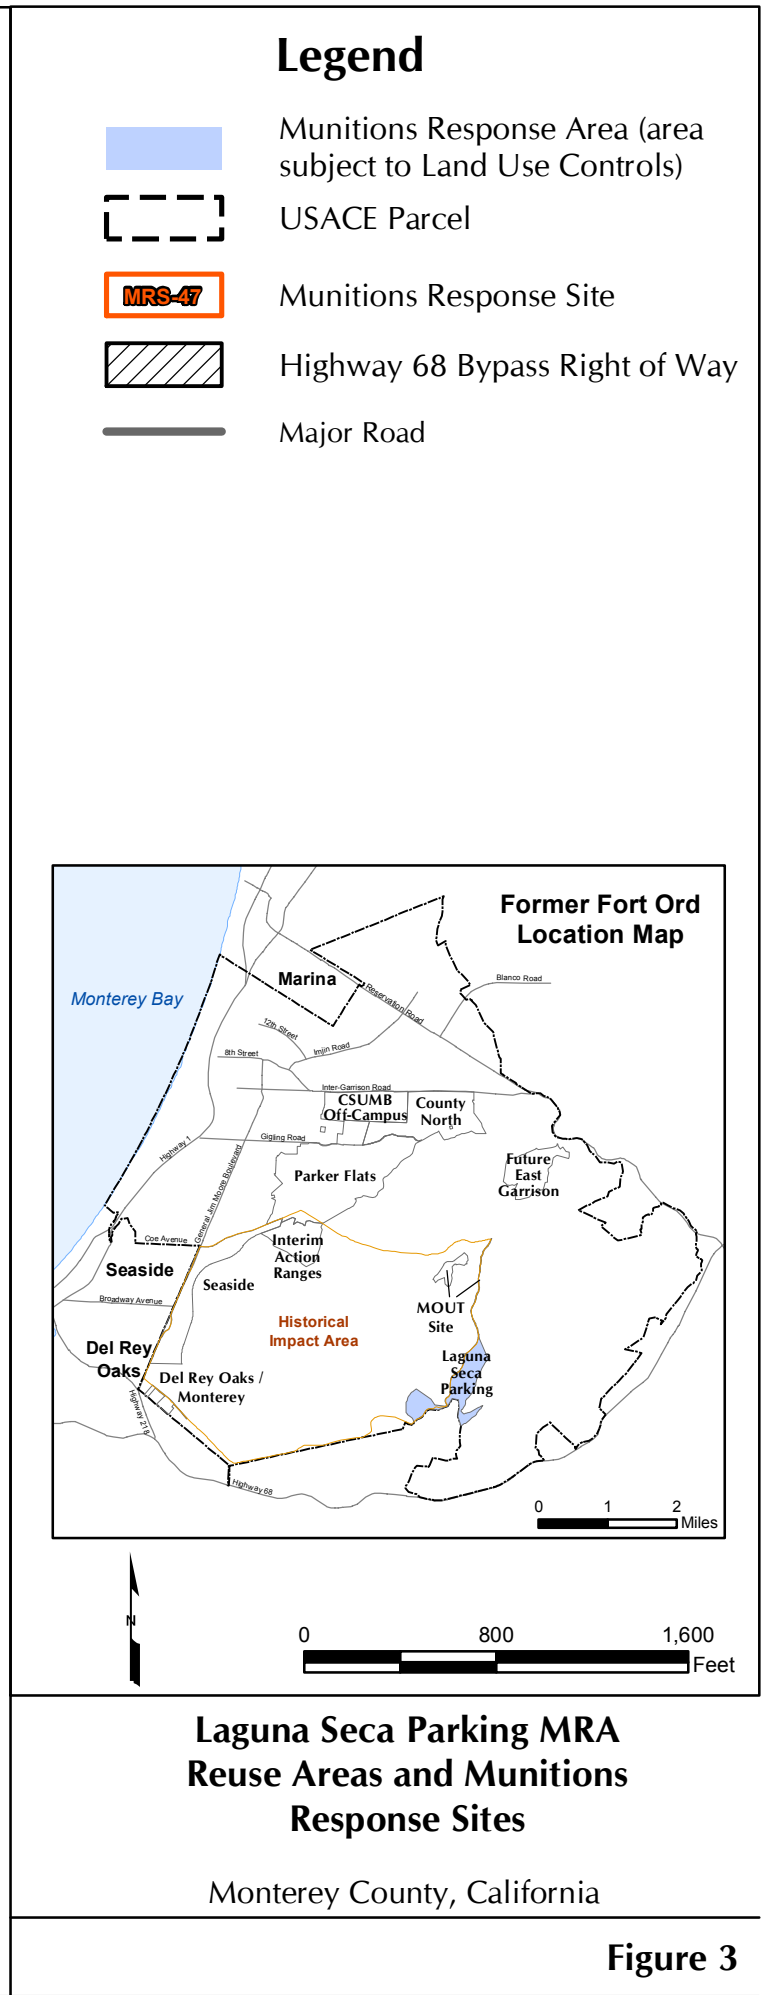 Legend
Munitions Response Area (area
subject to Land Use Controls)
USACE Parcel
MRS-47
Munitions Response Site
Highway 68 Bypass Right of Way
Major Road
Former Fort Ord
Location Map
Monterey Bay
Marina
Blanco Road
Reservation Road
12th Street
Imjin Road
8th Street
Inter-Garrison Road
CSUMB
Off-Campus
County
North
Highway 1
Gigling Road
General Jim Moore Boulevard
Parker Flats
Future
East
Garrison
Coe Avenue
Interim
Action
Ranges
Seaside
Seaside
Broadway Avenue
MOUT
Site
Historical
Impact Area
Del Rey
Oaks
Laguna
Seca
Parking
Del Rey Oaks /
Monterey
Highway 218
Highway 68
0 1 2
Miles
N
0 800 1,600
Feet
Laguna Seca Parking MRA
Reuse Areas and Munitions
Response Sites
Monterey County, California
Figure 3